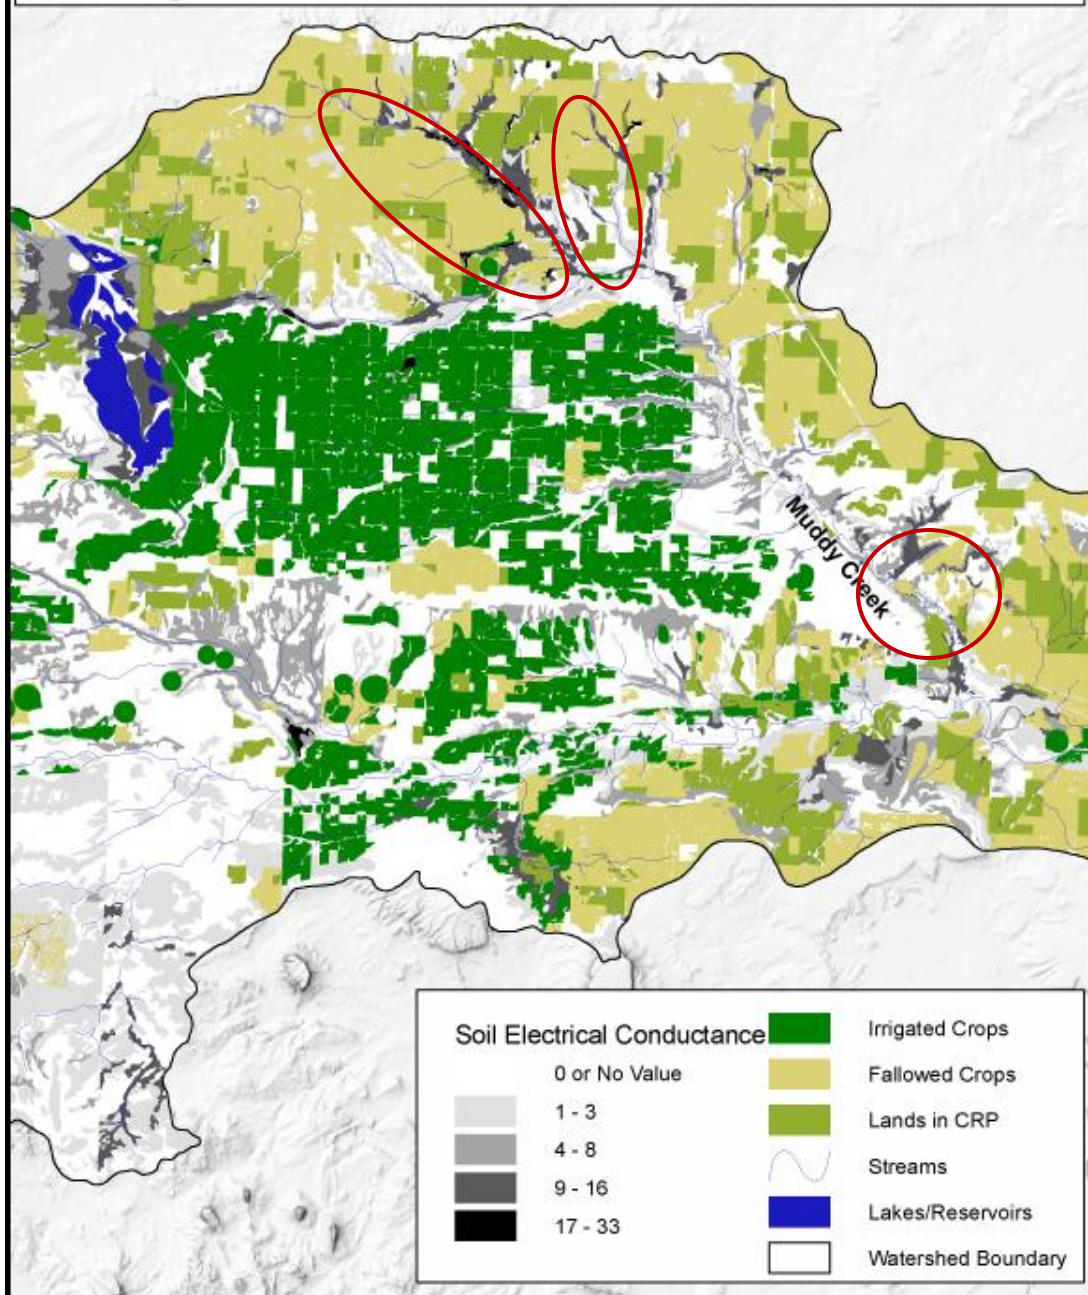 Muddy Creek
Soil Electrical Conductance
0 or No Value
1 - 3
4 - 8
9 - 16
17 - 33
Irrigated Crops
Fallowed Crops
Lands in CRP
Streams
Lakes/Reservoirs
Watershed Boundary